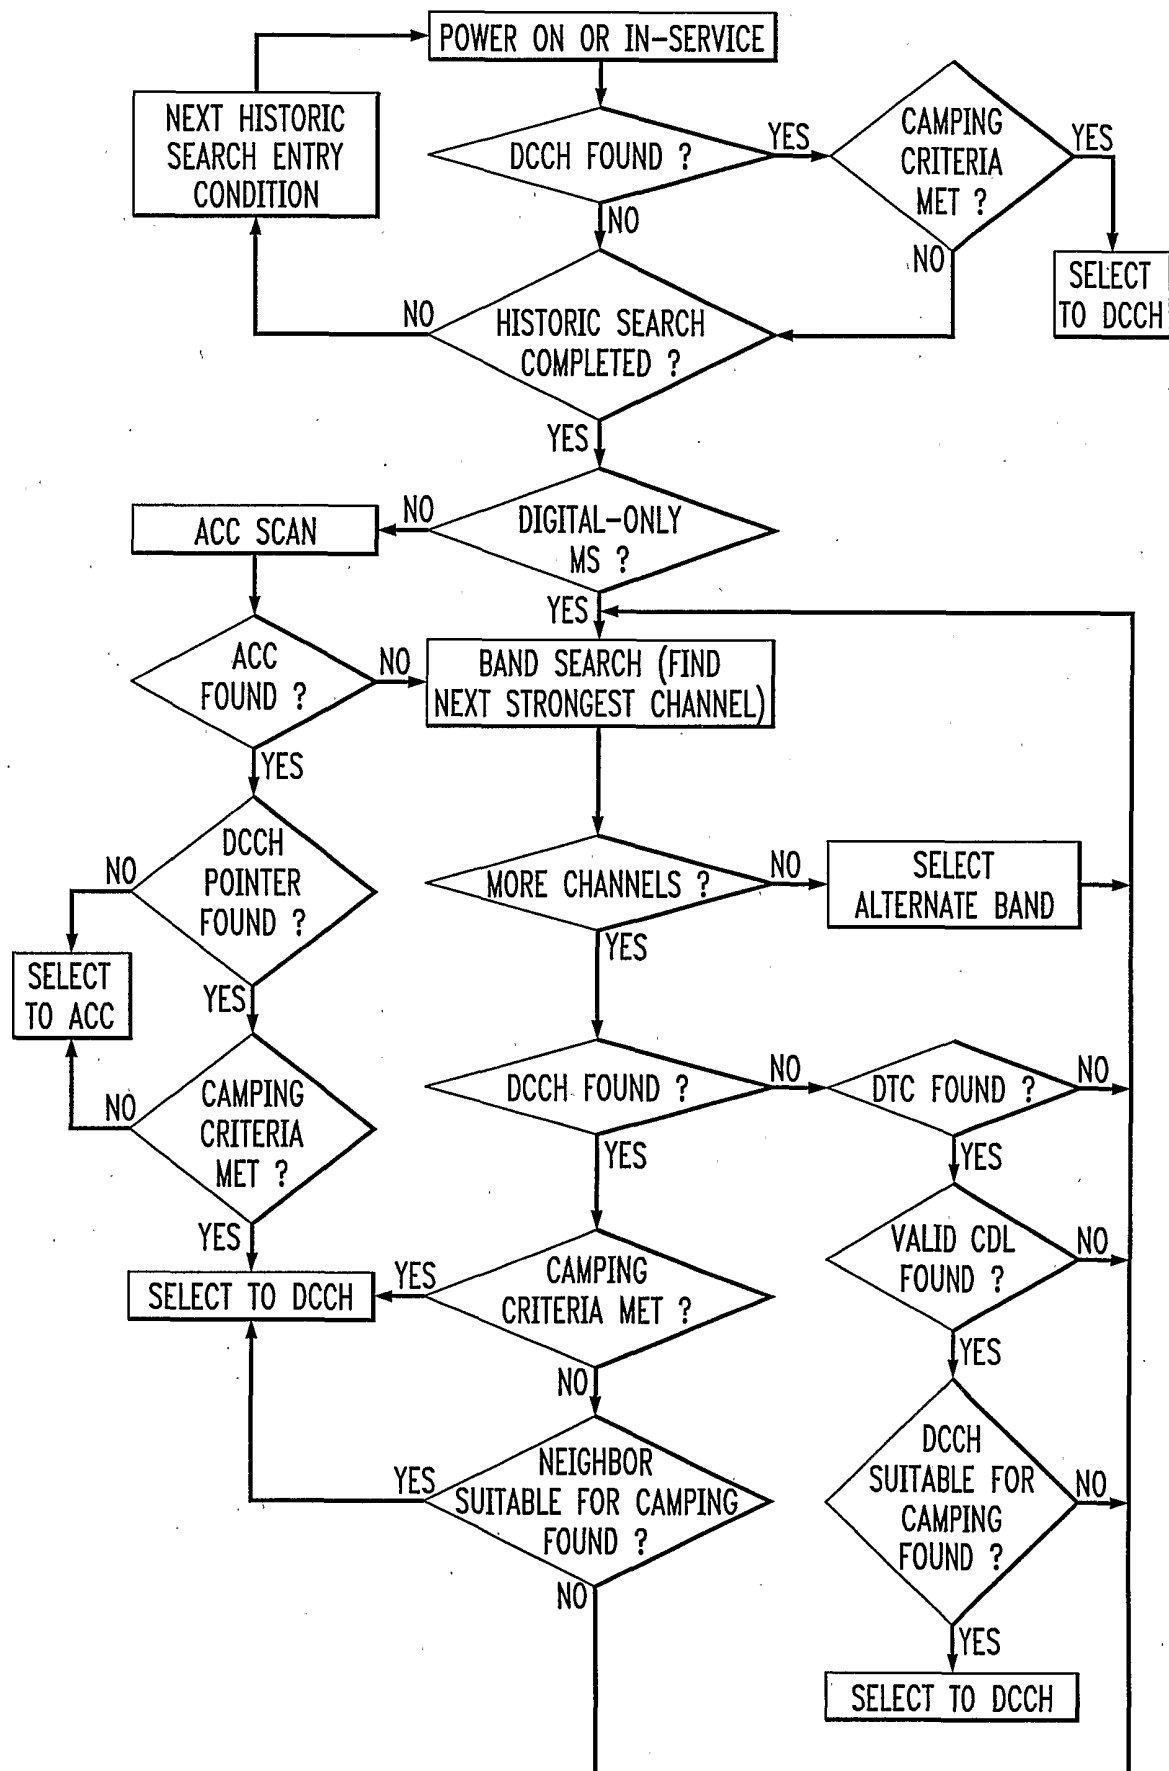 POWER ON OR IN-SERVICE
NEXT HISTORIC
SEARCH ENTRY
CONDITION
DCCH FOUND ?
YES
CAMPING
CRITERIA
MET ?
YES
NO
NO
SELECT
TO DCCH
HISTORIC SEARCH
COMPLETED ?
NO
YES
DIGITAL-ONLY
MS ?
NO
ACC SCAN
YES
ACC
FOUND ?
NO
BAND SEARCH (FIND
NEXT STRONGEST CHANNEL)
YES
DCCH
POINTER
FOUND ?
NO
MORE CHANNELS ?
NO
SELECT
ALTERNATE BAND
YES
SELECT
TO ACC
YES
DCCH FOUND ?
NO
DTC FOUND ?
NO
CAMPING
CRITERIA
MET ?
NO
YES
YES
VALID CDL
FOUND ?
NO
YES
SELECT TO DCCH
YES
CAMPING
CRITERIA MET ?
YES
NO
DCCH
SUITABLE FOR
CAMPING
FOUND ?
NO
NEIGHBOR
SUITABLE FOR CAMPING
FOUND ?
YES
NO
YES
SELECT TO DCCH